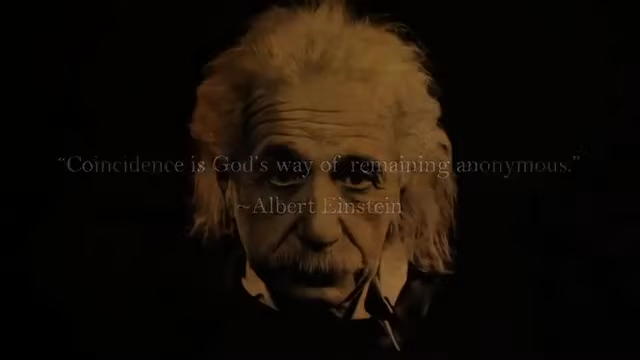 “Coincidence is God’s way of remaining anonymous.”
~Albert Einstein